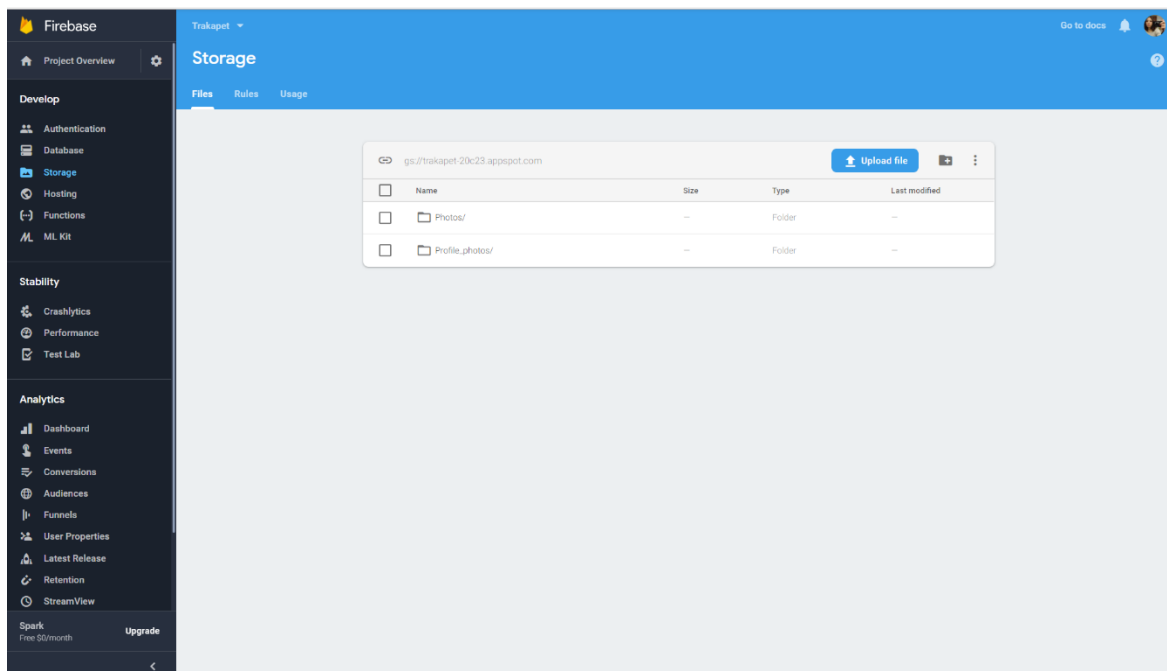 Firebase
Project Overview
Develop
Authentication
Database
Storage
Hosting
Functions
ML Kit
Stability
Crashlytics
Performance
Test Lab
Analytics
Dashboard
Events
Conversions
Audiences
Funnels
User Properties
Latest Release
Retention
StreamView
Spark
Free $0/month
Upgrade
Trakapet
Go to docs
Storage
Files Rules Usage
gs://trakapet-20c23.appspot.com
Upload file
Name Size Type Last modified
Photos/ — Folder —
Profile_photos/ — Folder —